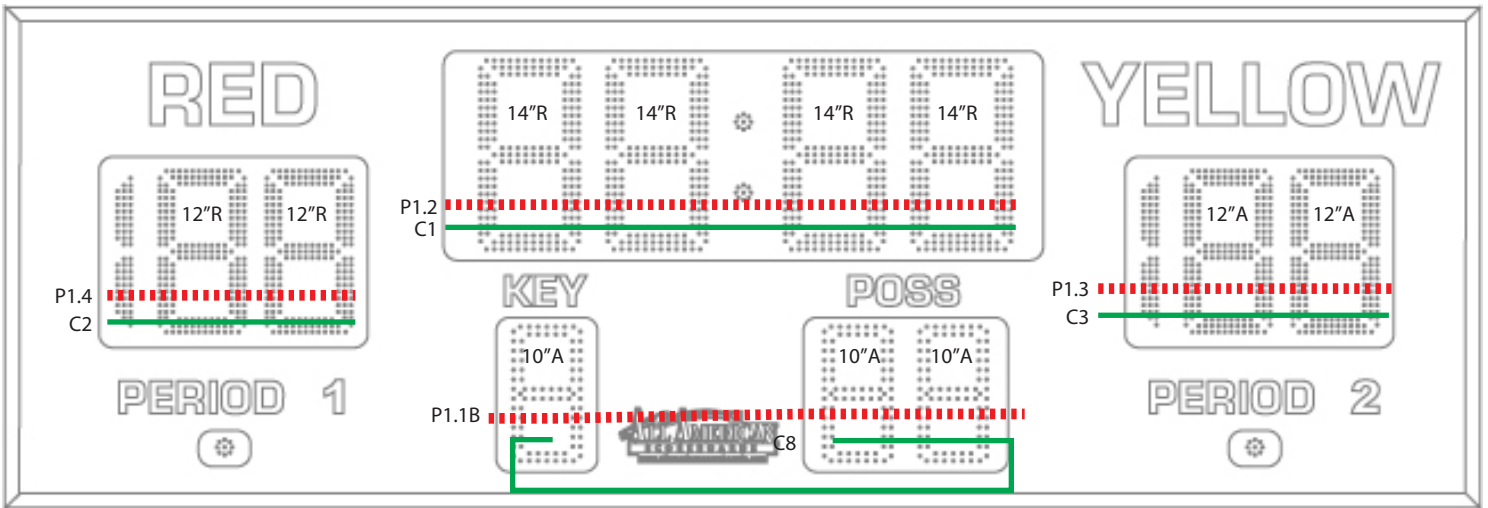 RED
YELLOW
14”R 14”R 14”R 14”R
12”R 12”R
12”A 12”A
P1.2
C1
KEY
POSS
P1.4
C2
P1.3
C3
10”A
10”A 10”A
PERIOD 1
PERIOD 2
P1.1B
ALL AMERICAN
SCOREBOARDS
C8